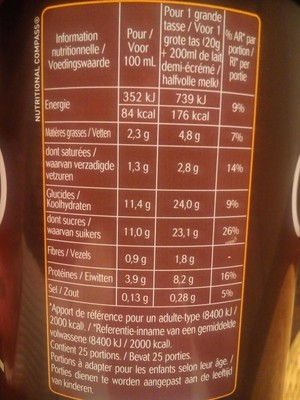 NUTRITIONAL COMPASS®
Information
nutritionnelle /
Voedingswaarde
Pour /
Voor
100 mL
Pour 1 grande
tasse / Voor 1
grote tas (20g
+ 200ml de lait
demi-écrémé /
halfvolle melk)
% AR* par
portion /
RI* per
portie
Energie
352 kJ 739 kJ
84 kcal 176 kcal
9%
Matières grasses / Vetten 2,3 g 4,8 g 7%
dont saturées /
waarvan verzadigde
vetzuren
1,3 g 2,8 g 14%
Glucides /
Koolhydraten 11,4 g 24,0 g 9%
dont sucres /
waarvan suikers 11,0 g 23,1 g 26%
Fibres / Vezels 0,9 g 1,8 g -
Protéines / Eiwitten 3,9 g 8,2 g 16%
Sel / Zout 0,13 g 0,28 g 5%
*Apport de référence pour un adulte-type (8400 kJ /
2000 kcal). / *Referentie-inname van een gemiddelde
volwassene (8400 kJ / 2000 kcal).
Contient 25 portions. / Bevat 25 porties.
Portions à adapter pour les enfants selon leur âge. /
Porties dienen te worden aangepast aan de leeftijd
van kinderen.